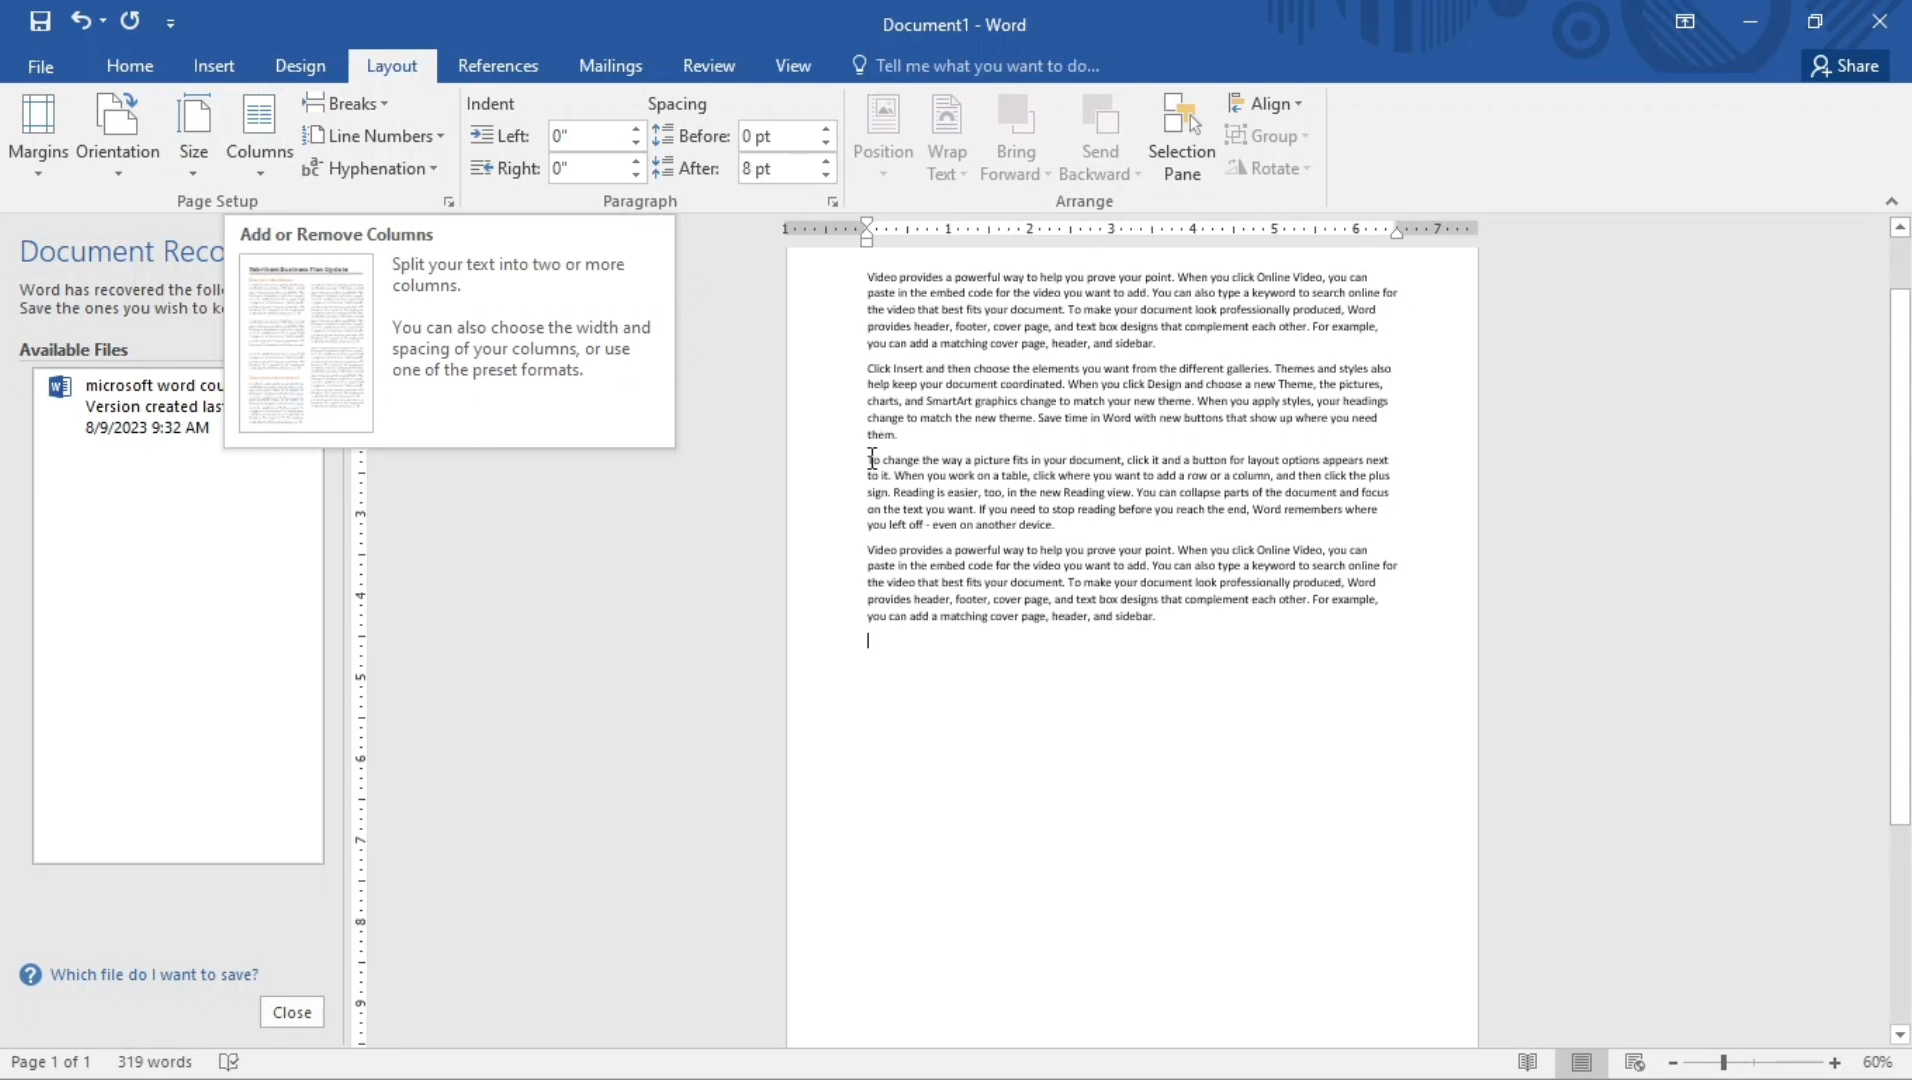 Document1 - Word
File Home Insert Design Layout References Mailings Review View Tell me what you want to do... Share
Margins
Orientation
Size
Columns
Breaks
Line Numbers
Hyphenation
Page Setup
Indent
Left: 0"
Right: 0"
Spacing
Before: 0 pt
After: 8 pt
Paragraph
Position
Wrap
Text
Bring
Forward
Send
Backward
Selection
Pane
Align
Group
Rotate
Arrange
Document Reco
Word has recovered the foll
Save the ones you wish to k
Available Files
microsoft word cou
Version created las
8/9/2023 9:32 AM
Which file do I want to save?
Close
Add or Remove Columns
Split your text into two or more
columns.
You can also choose the width and
spacing of your columns, or use
one of the preset formats.
1 1 2 3 4 5 6 7
3
4
5
6
7
8
9
Video provides a powerful way to help you prove your point. When you click Online Video, you can
paste in the embed code for the video you want to add. You can also type a keyword to search online for
the video that best fits your document. To make your document look professionally produced, Word
provides header, footer, cover page, and text box designs that complement each other. For example,
you can add a matching cover page, header, and sidebar.
Click Insert and then choose the elements you want from the different galleries. Themes and styles also
help keep your document coordinated. When you click Design and choose a new Theme, the pictures,
charts, and SmartArt graphics change to match your new theme. When you apply styles, your headings
change to match the new theme. Save time in Word with new buttons that show up where you need
them.
To change the way a picture fits in your document, click it and a button for layout options appears next
to it. When you work on a table, click where you want to add a row or a column, and then click the plus
sign. Reading is easier, too, in the new Reading view. You can collapse parts of the document and focus
on the text you want. If you need to stop reading before you reach the end, Word remembers where
you left off - even on another device.
Video provides a powerful way to help you prove your point. When you click Online Video, you can
paste in the embed code for the video you want to add. You can also type a keyword to search online for
the video that best fits your document. To make your document look professionally produced, Word
provides header, footer, cover page, and text box designs that complement each other. For example,
you can add a matching cover page, header, and sidebar.
Page 1 of 1 319 words 60%